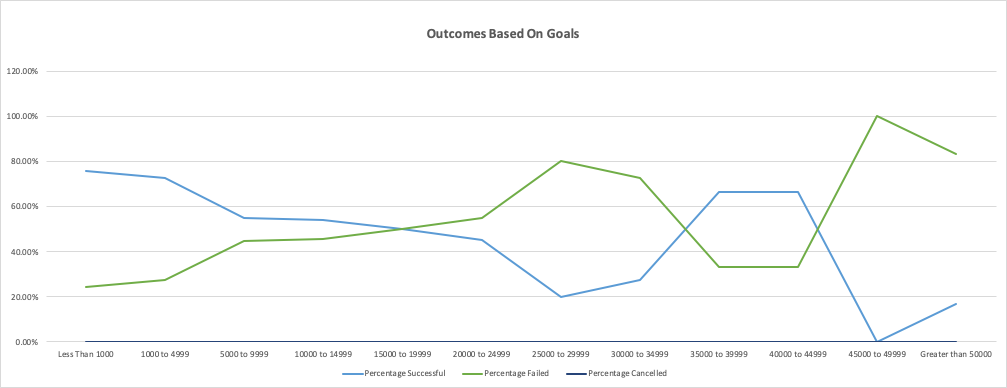 Outcomes Based On Goals
120.00%
100.00%
80.00%
60.00%
40.00%
20.00%
0.00%
Less Than 1000 1000 to 4999 5000 to 9999 10000 to 14999 15000 to 19999 20000 to 24999 25000 to 29999 30000 to 34999 35000 to 39999 40000 to 44999 45000 to 49999 Greater than 50000
Percentage Successful Percentage Failed Percentage Cancelled